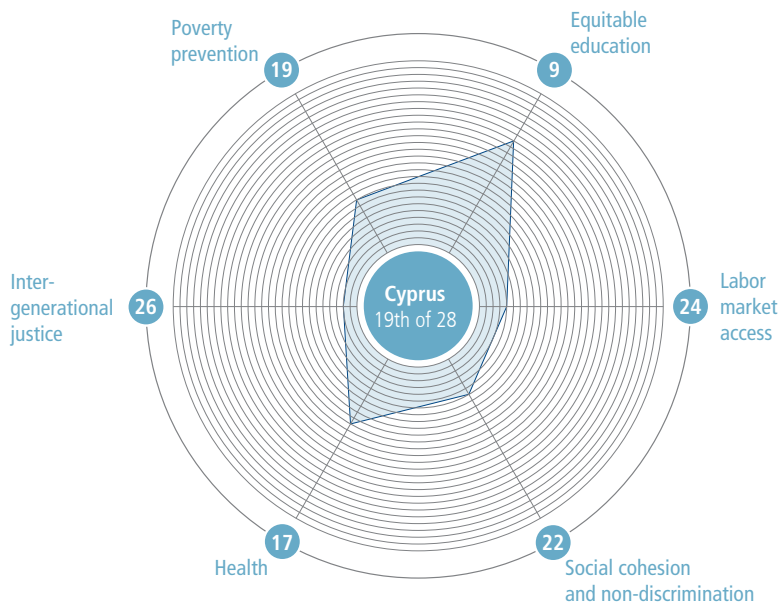 Poverty
prevention
19
Equitable
education
9
Inter-
generational
justice
26
Cyprus
19th of 28
24
Labor
market
access
17
Health
22
Social cohesion
and non-discrimination